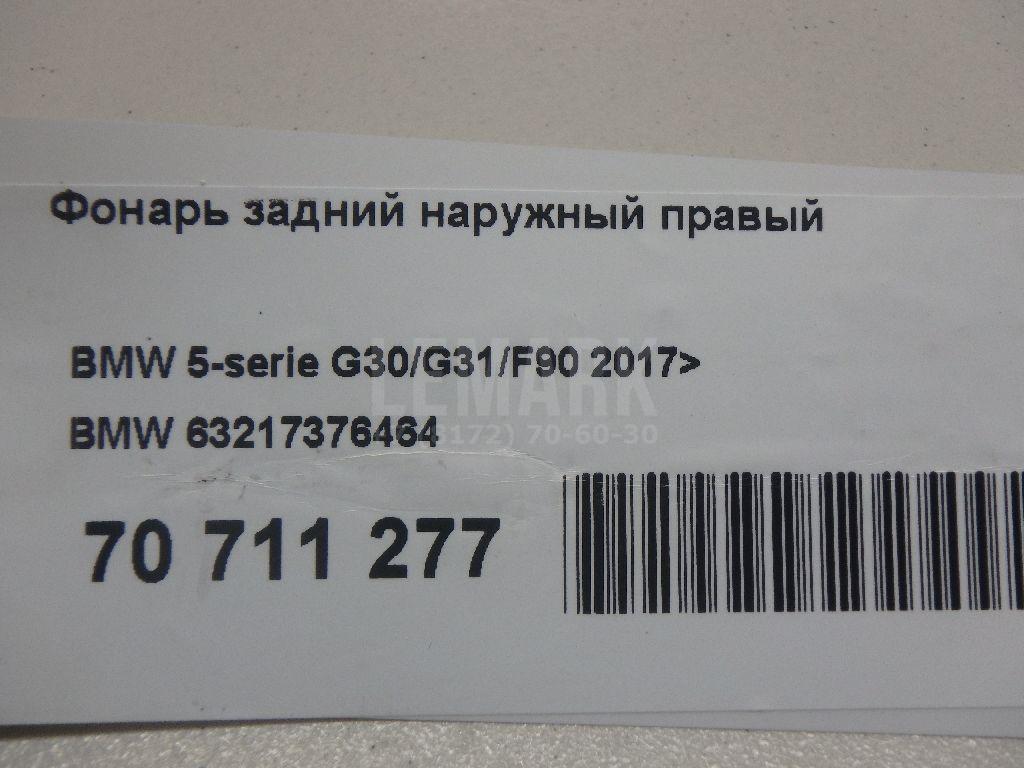 Фонарь задний наружный правый
BMW 5-serie G30/G31/F90 2017>
LEMARK
BMW 63217376464
8172) 70-60-30
70 711 277